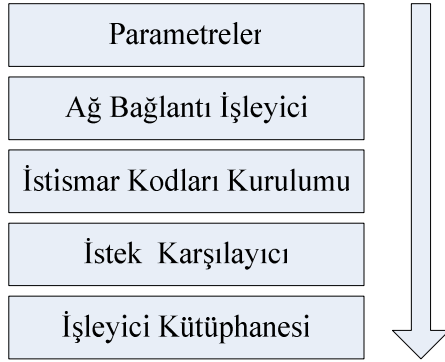 Parametreler
Ağ Bağlantı İşleyici
İstismar Kodları Kurulumu
İstek Karşılayıcı
İşleyici Kütüphanesi